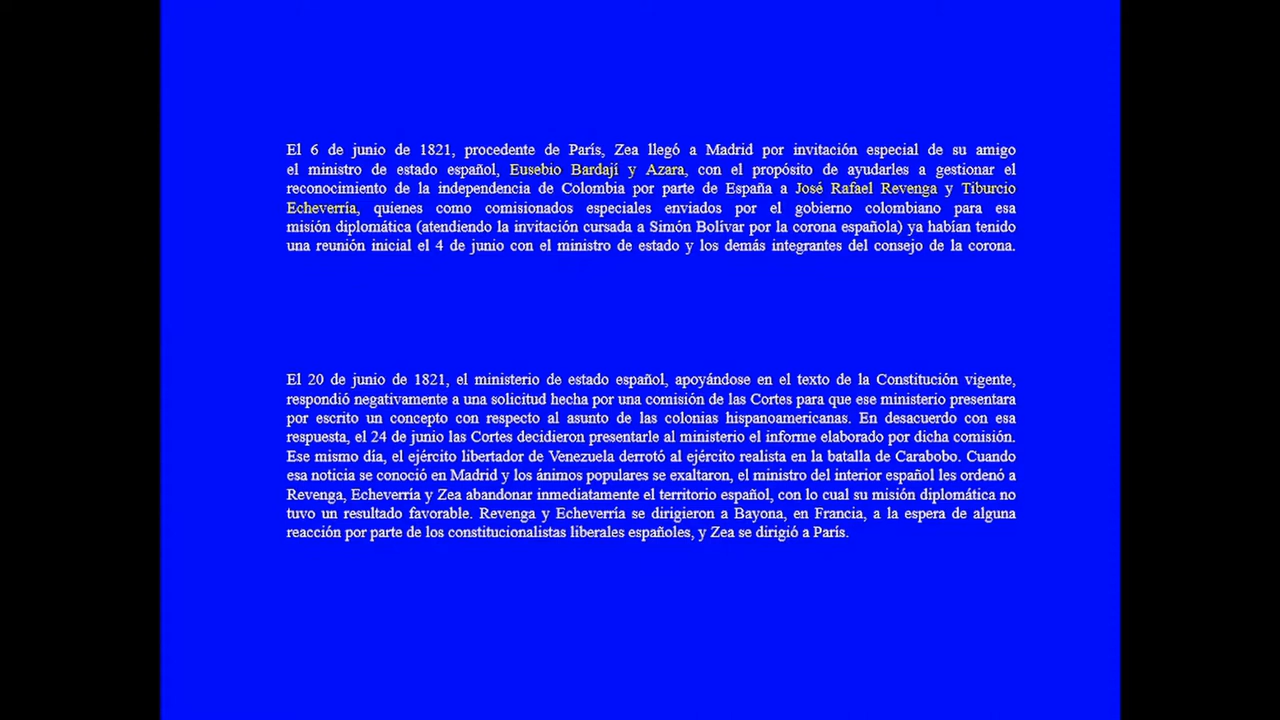 El 6 de junio de 1821, procedente de París, Zea llegó a Madrid por invitación especial de su amigo
el ministro de estado español, Eusebio Bardají y Azara, con el propósito de ayudarles a gestionar el
reconocimiento de la independencia de Colombia por parte de España a José Rafael Revenga y Tiburcio
Echeverría, quienes como comisionados especiales enviados por el gobierno colombiano para esa
misión diplomática (atendiendo la invitación cursada a Simón Bolívar por la corona española) ya habían tenido
una reunión inicial el 4 de junio con el ministro de estado y los demás integrantes del consejo de la corona.
El 20 de junio de 1821, el ministerio de estado español, apoyándose en el texto de la Constitución vigente,
respondió negativamente a una solicitud hecha por una comisión de las Cortes para que ese ministerio presentara
por escrito un concepto con respecto al asunto de las colonias hispanoamericanas. En desacuerdo con esa
respuesta, el 24 de junio las Cortes decidieron presentarle al ministerio el informe elaborado por dicha comisión.
Ese mismo día, el ejército libertador de Venezuela derrotó al ejército realista en la batalla de Carabobo. Cuando
esa noticia se conoció en Madrid y los ánimos populares se exaltaron, el ministro del interior español les ordenó a
Revenga, Echeverría y Zea abandonar inmediatamente el territorio español, con lo cual su misión diplomática no
tuvo un resultado favorable. Revenga y Echeverría se dirigieron a Bayona, en Francia, a la espera de alguna
reacción por parte de los constitucionalistas liberales españoles, y Zea se dirigió a París.